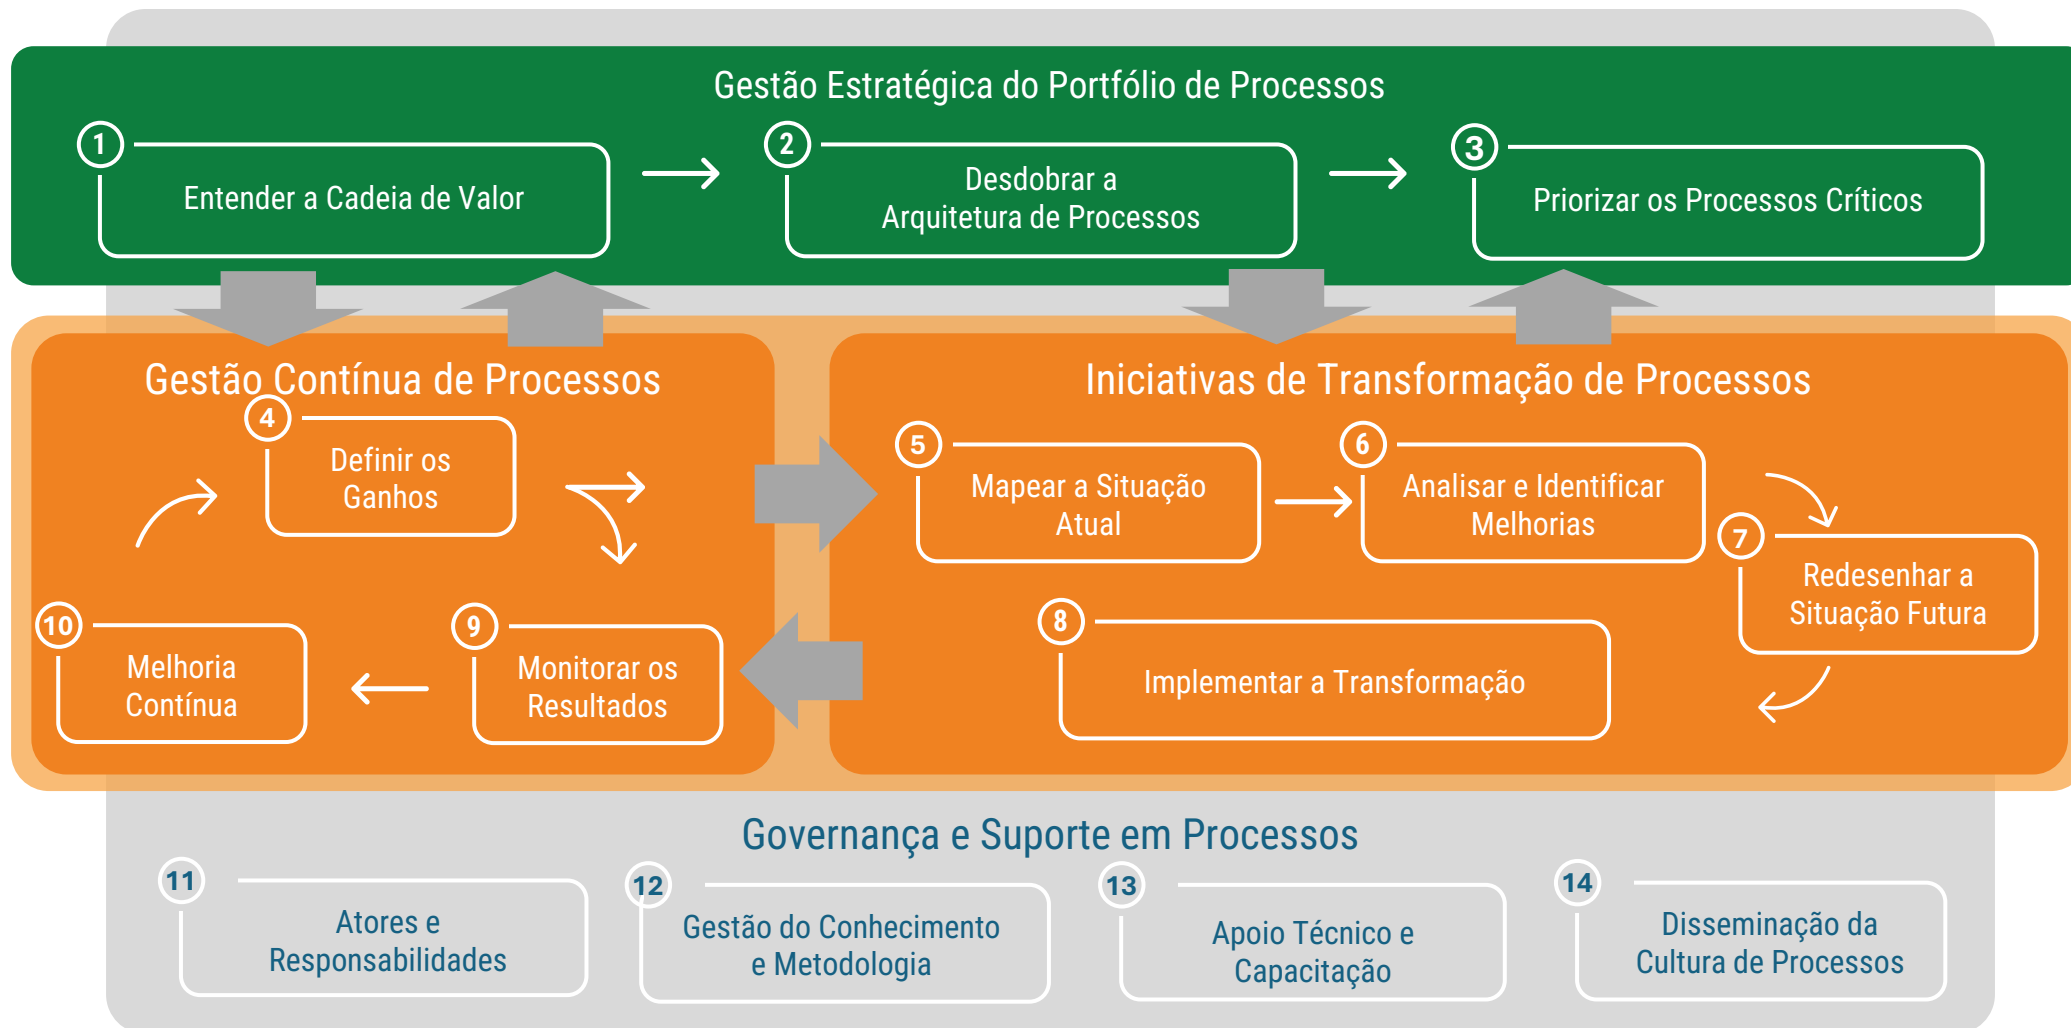 Gestão Estratégica do Portfólio de Processos
1
Entender a Cadeia de Valor
2
Desdobrar a
Arquitetura de Processos
3
Priorizar os Processos Críticos
Gestão Contínua de Processos
4
Definir os
Ganhos
10
Melhoria
Contínua
9
Monitorar os
Resultados
Iniciativas de Transformação de Processos
5
Mapear a Situação
Atual
6
Analisar e Identificar
Melhorias
7
Redesenhar a
Situação Futura
8
Implementar a Transformação
Governança e Suporte em Processos
11
Atores e
Responsabilidades
12
Gestão do Conhecimento
e Metodologia
13
Apoio Técnico e
Capacitação
14
Disseminação da
Cultura de Processos